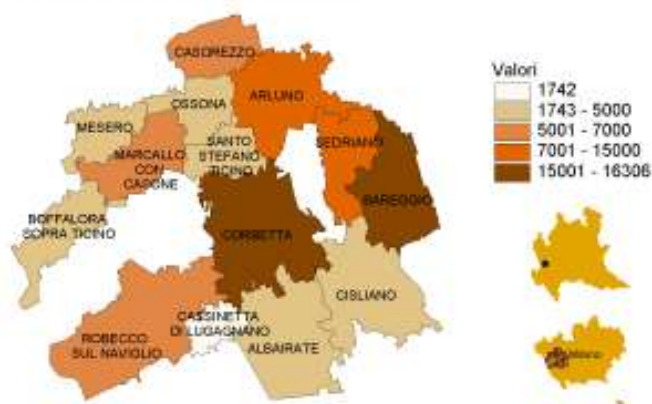 CASOREZZO
OSSONA
ARLUNO
MESERO
MARCALLO
CON
CASONE
SANTO
STEFANO
TICINO
SEDRIANO
BAREGGIO
BOFFALORA
SOPRA TICINO
CORBETTA
CISLIANO
CASSINETTA
DI LUGAGNANO
ROBECCO
SUL NAVIGLIO
ALBAIRATE
Valori
1742
1743 - 5000
5001 - 7000
7001 - 15000
15001 - 16306
Milano